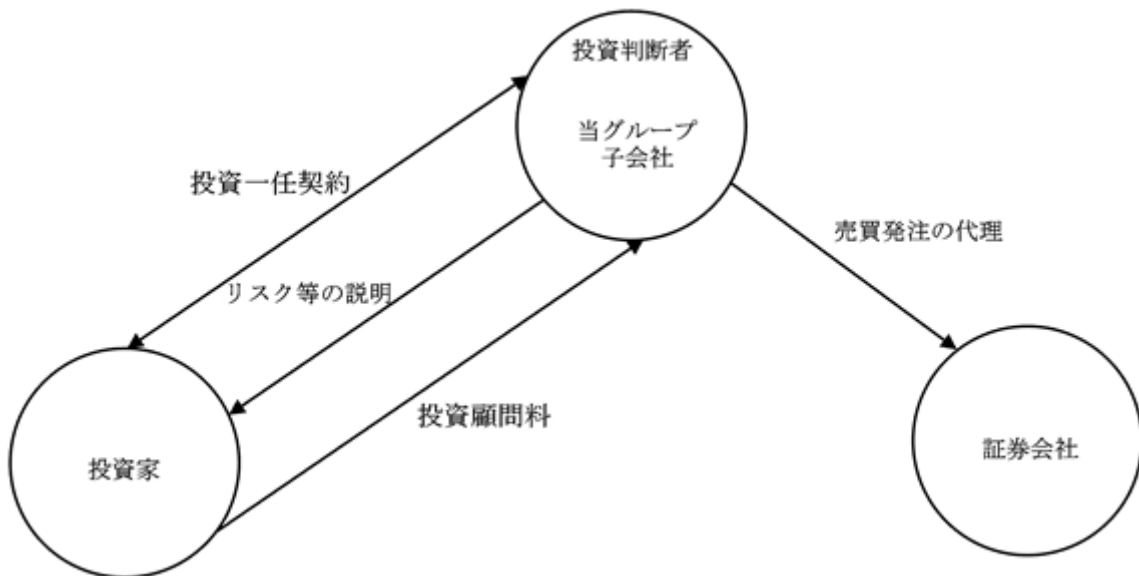 投資判断者
当グループ
子会社
投資一任契約
売買発注の代理
リスク等の説明
投資顧問料
投資家
証券会社